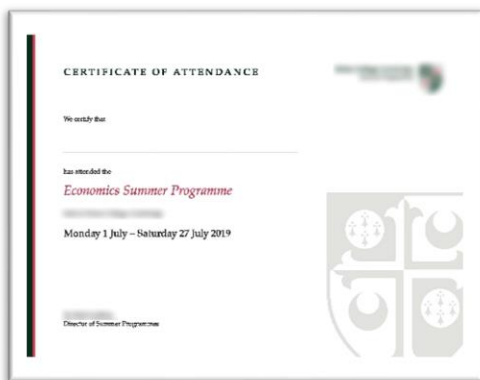 CERTIFICATE OF ATTENDANCE
We certify that
has attended the
Economics Summer Programme
Monday 1 July – Saturday 27 July 2019
Director of Summer Programmes